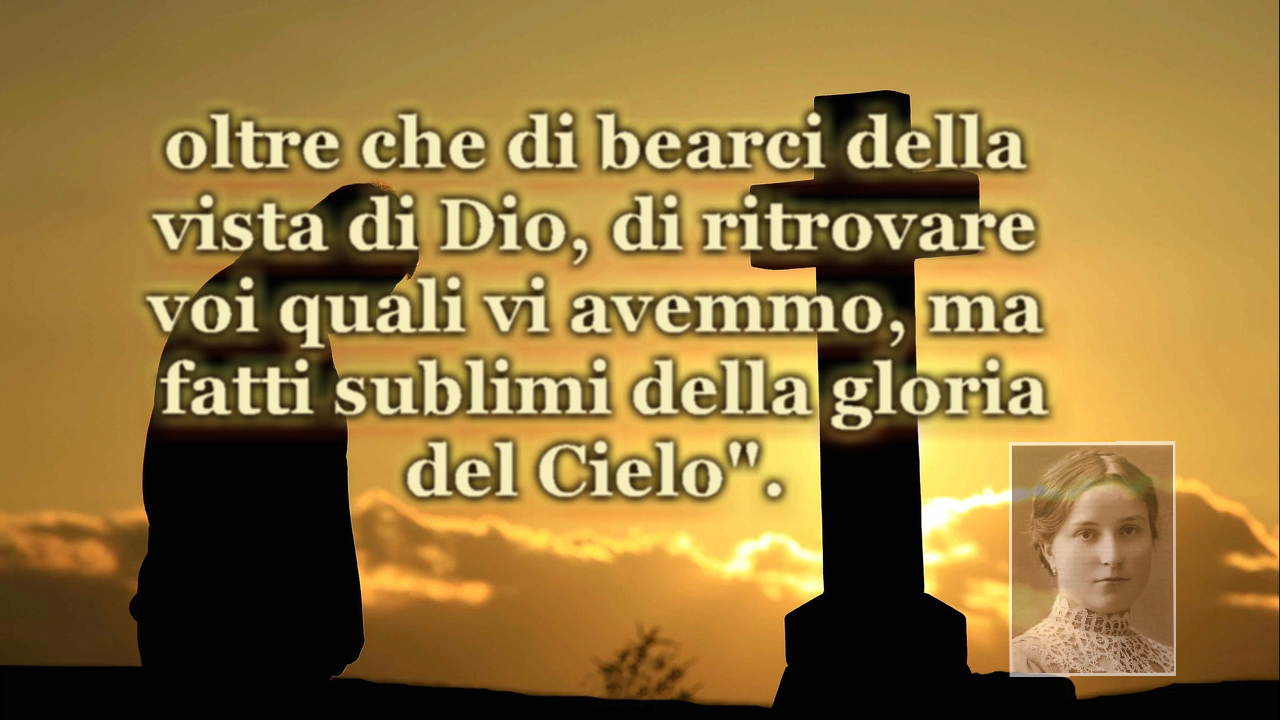 oltre che di bearci della
vista di Dio, di ritrovare
voi quali vi avemmo, ma
fatti sublimi della gloria
del Cielo".